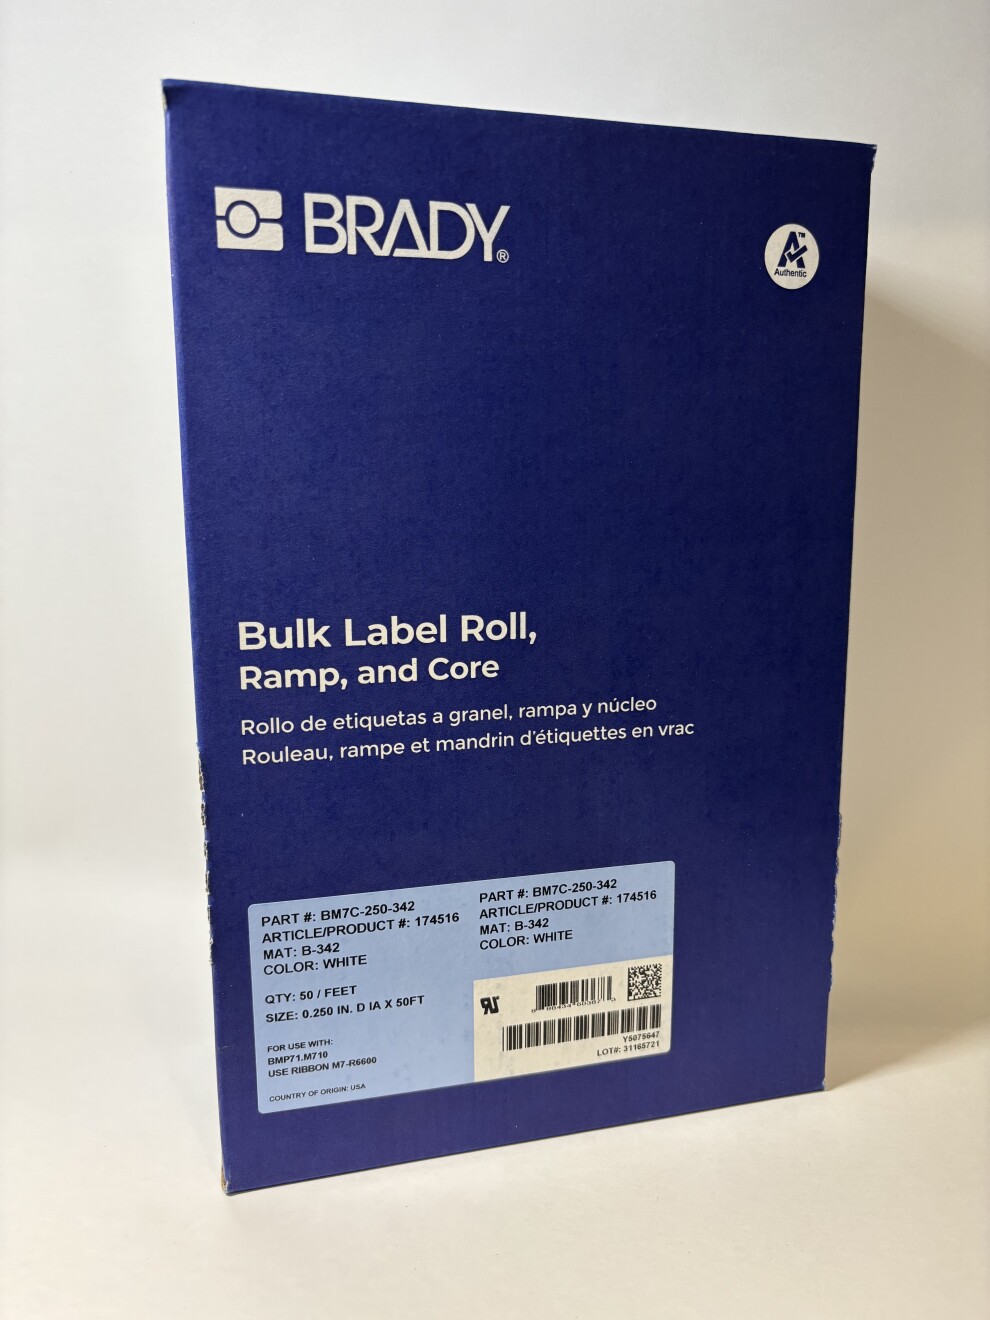 BRADY®
A™
Authentic
Bulk Label Roll,
Ramp, and Core
Rollo de etiquetas a granel, rampa y núcleo
Rouleau, rampe et mandrin d'étiquettes en vrac
PART #: BM7C-250-342
ARTICLE/PRODUCT #: 174516
MAT: B-342
COLOR: WHITE
QTY: 50 / FEET
SIZE: 0.250 IN. D IA X 50FT
FOR USE WITH:
BMP71.M710
USE RIBBON M7-R6600
COUNTRY OF ORIGIN: USA
PART #: BM7C-250-342
ARTICLE/PRODUCT #: 174516
MAT: B-342
COLOR: WHITE
Y5075647
LOT#: 31165721